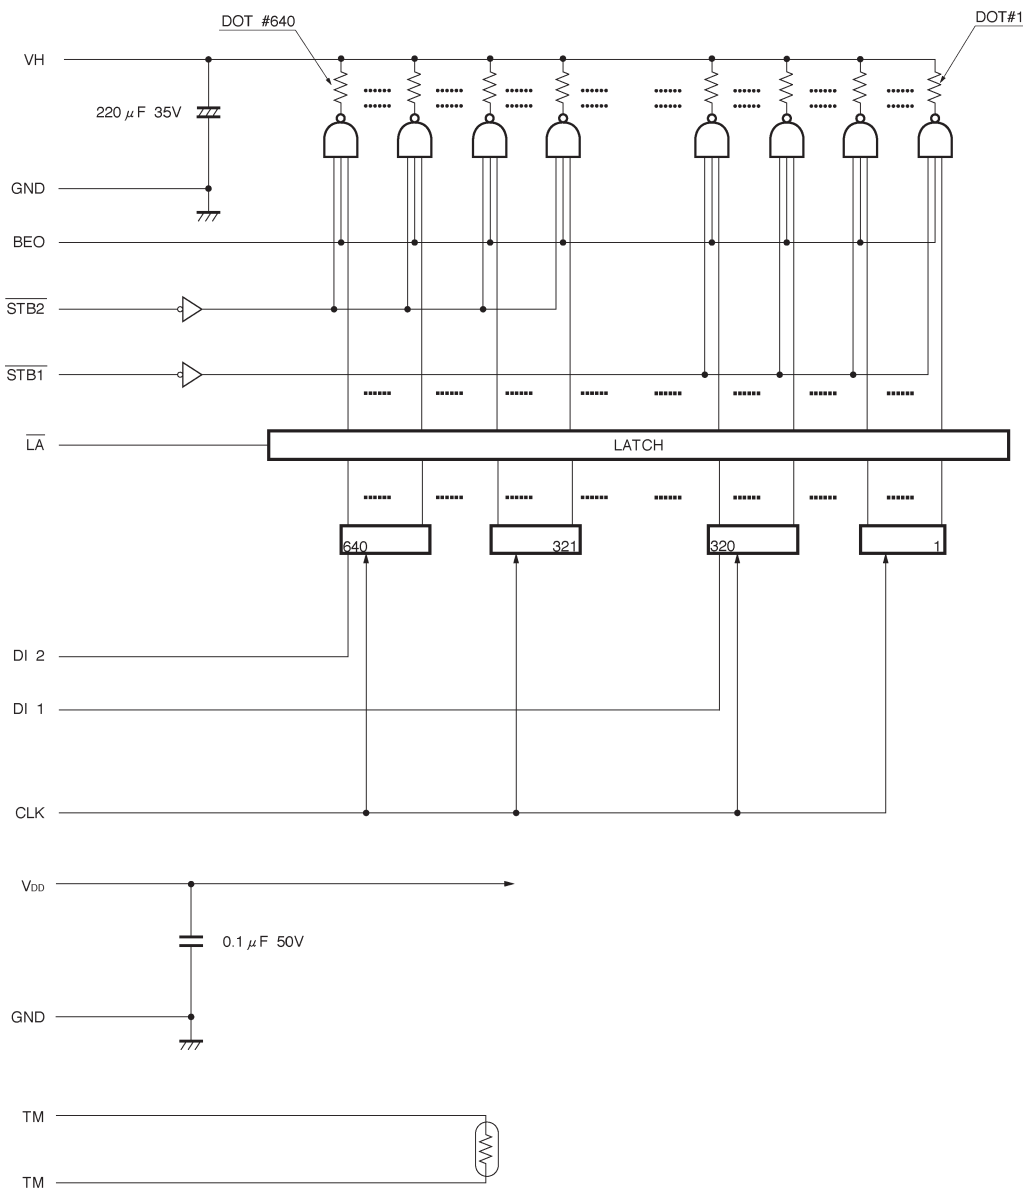 DOT #640
DOT#1
VH
220 μF 35V
GND
BEO
STB2
STB1
LA
LATCH
640
321
320
1
DI 2
DI 1
CLK
VDD
0.1 μF 50V
GND
TM
TM